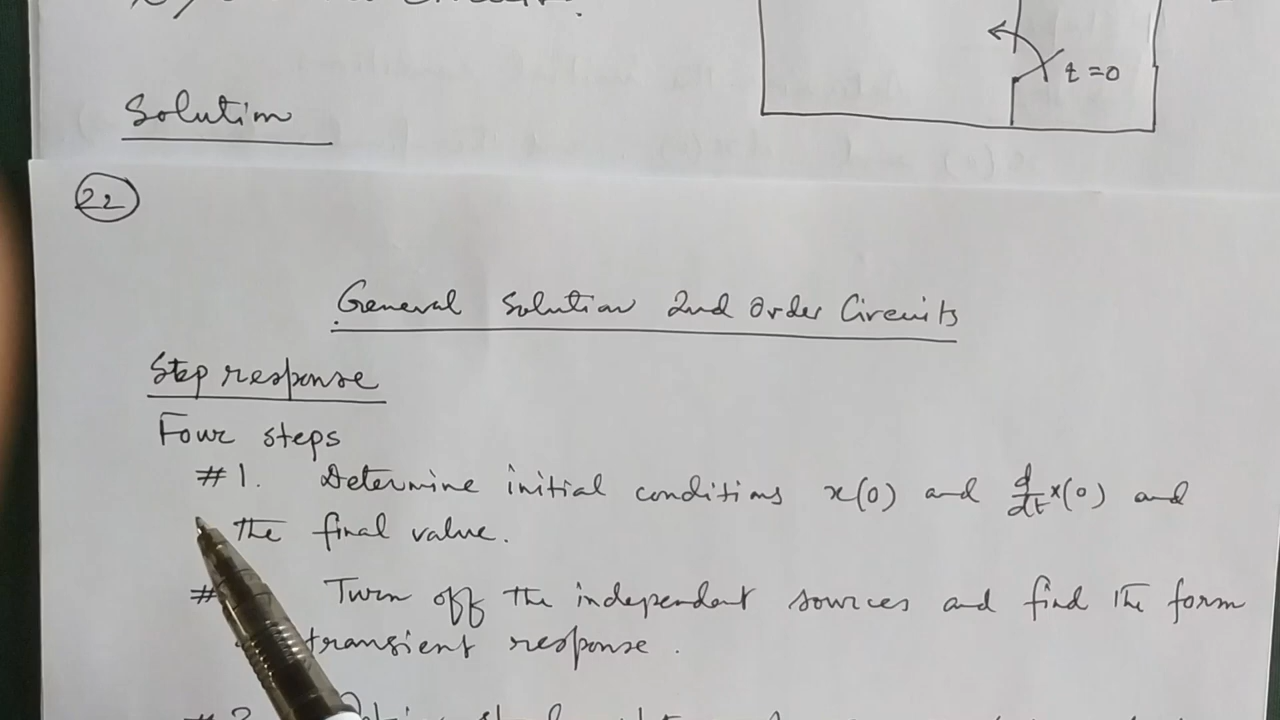 t=0
Solution
22
General Solution 2nd Order Circuits
Step response
Four steps
#1. Determine initial conditions x(0) and d/dt x(0) and
the final value.
# Turn off the independent sources and find the form
transient response.